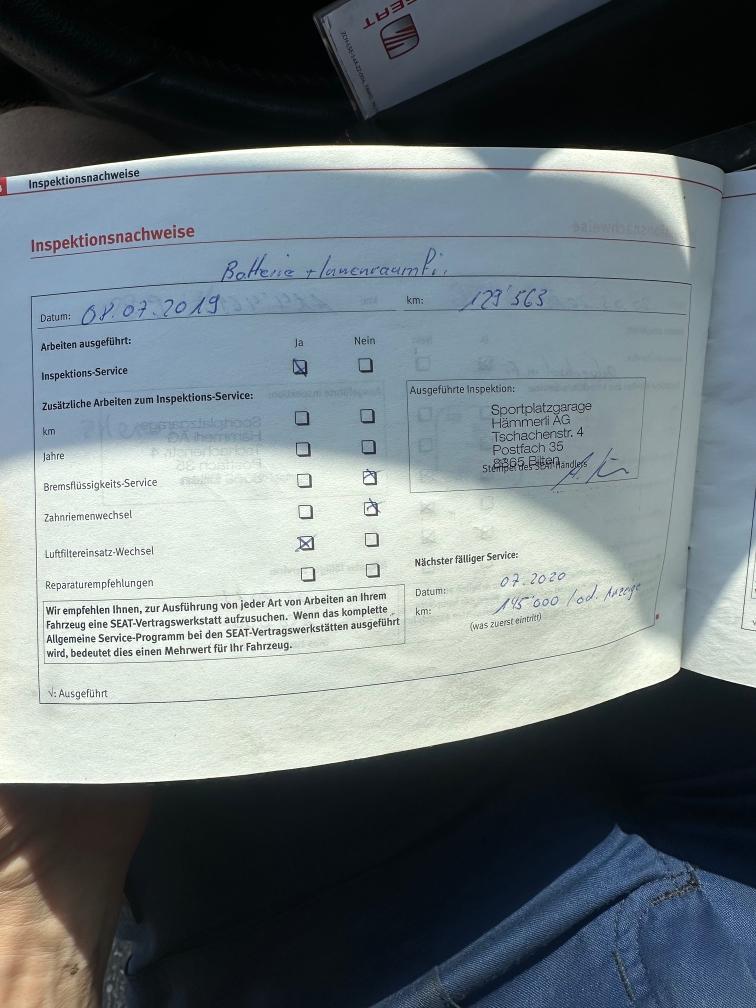 SEAT
Inspektionsnachweise
Inspektionsnachweise
Batterie + Innenraumfi.
Datum: 08.07.2019 km: 129'563
Arbeiten ausgeführt: Ja Nein
Inspektions-Service
Zusätzliche Arbeiten zum Inspektions-Service:
km
Jahre
Bremsflüssigkeits-Service
Zahnriemenwechsel
Luftfiltereinsatz-Wechsel
Reparaturempfehlungen
Wir empfehlen Ihnen, zur Ausführung von jeder Art von Arbeiten an Ihrem
Fahrzeug eine SEAT-Vertragswerkstatt aufzusuchen. Wenn das komplette
Allgemeine Service-Programm bei den SEAT-Vertragswerkstätten ausgeführt
wird, bedeutet dies einen Mehrwert für Ihr Fahrzeug.
√: Ausgeführt
Ausgeführte Inspektion:
Sportplatzgarage
Hämmerli AG
Tschachenstr. 4
Postfach 35
8865 Bilten
Stempel des SEAT-Händlers
Nächster fälliger Service:
Datum: 07.2020
km: 145'000 / od. Anzeige
(was zuerst eintritt)